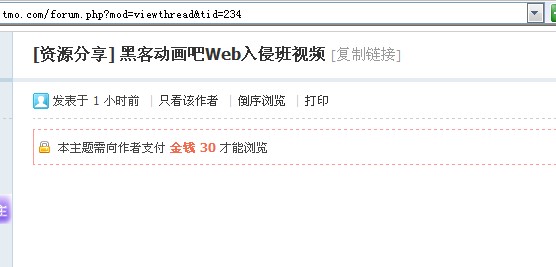 tmo.com/forum.php?mod=viewthread&tid=234
[资源分享] 黑客动画吧Web入侵班视频 [复制链接]
发表于 1 小时前 只看该作者 倒序浏览 打印
本主题需向作者支付 金钱 30 才能浏览